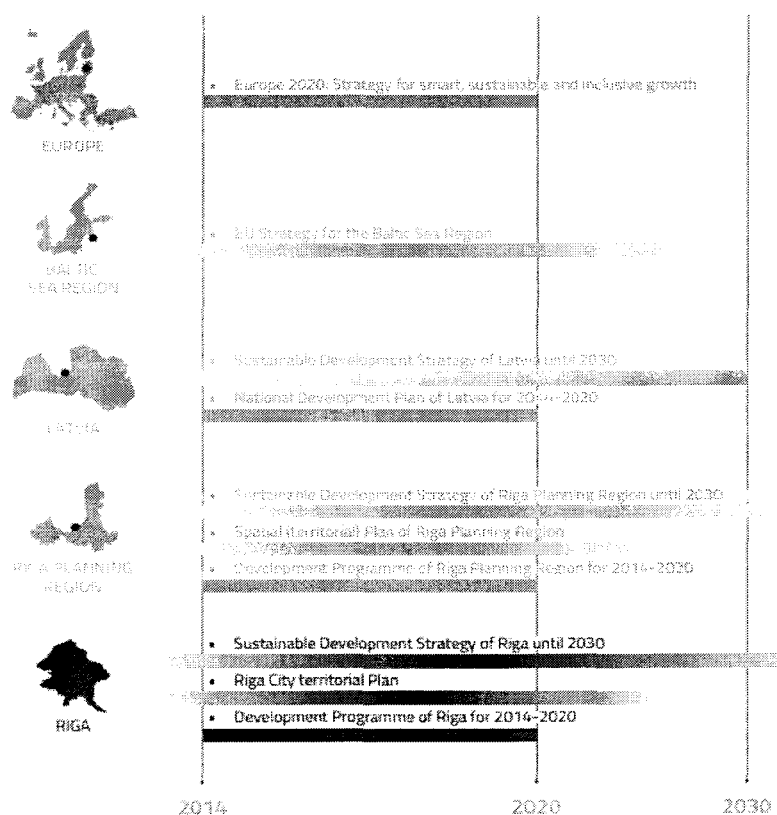 • Europe 2020: Strategy for smart, sustainable and inclusive growth
EUROPE
• EU Strategy for the Baltic Sea Region
BALTIC
SEA REGION
• Sustainable Development Strategy of Latvia until 2030
• National Development Plan of Latvia for 2014-2020
LATVIA
• Sustainable Development Strategy of Riga Planning Region until 2030
• Spatial (territorial) Plan of Riga Planning Region
RIGA PLANNING
REGION
• Development Programme of Riga Planning Region for 2014-2020
• Sustainable Development Strategy of Riga until 2030
• Riga City territorial Plan
• Development Programme of Riga for 2014-2020
RIGA
2014 2020 2030